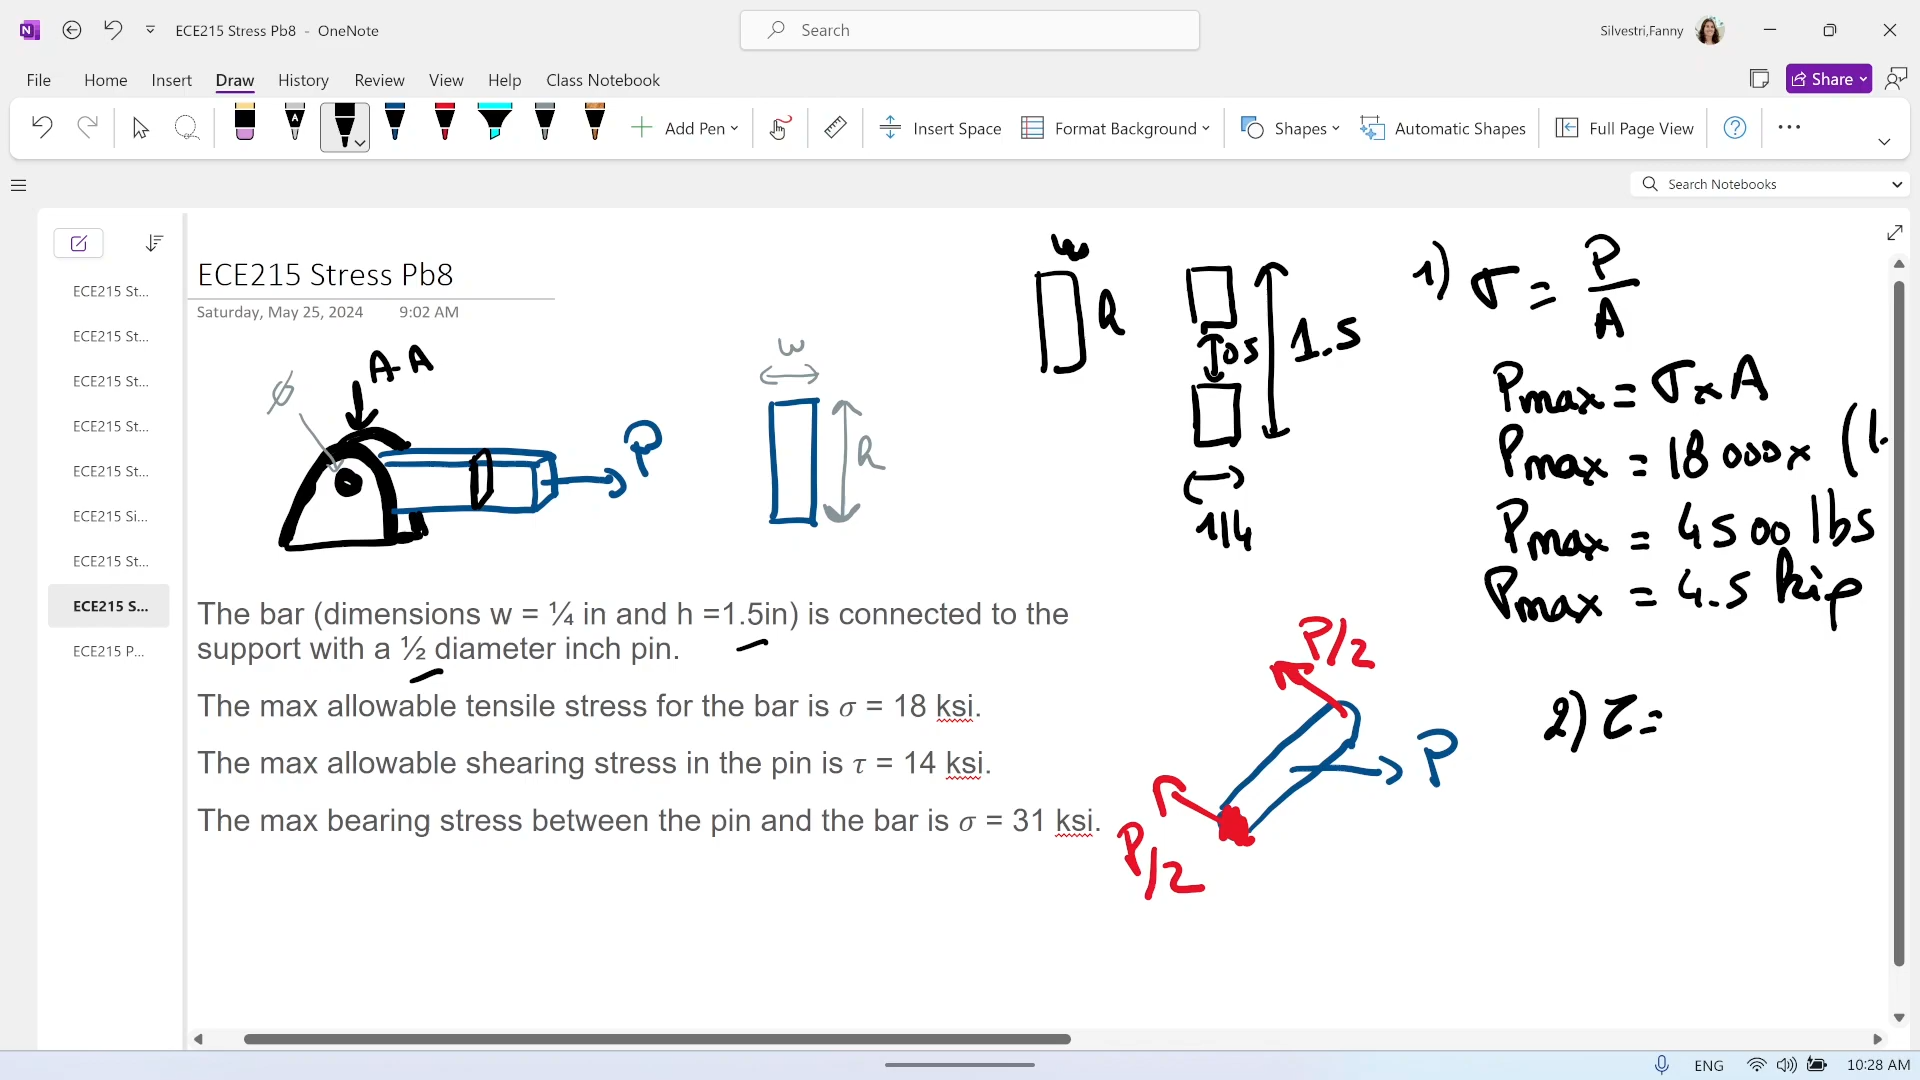 ECE215 Stress Pb8 - OneNote
Search
Silvestri,Fanny
File Home Insert Draw History Review View Help Class Notebook
Share
Add Pen
Insert Space
Format Background
Shapes
Automatic Shapes
Full Page View
Search Notebooks
ECE215 St...
ECE215 St...
ECE215 St...
ECE215 St...
ECE215 St...
ECE215 Si...
ECE215 St...
ECE215 S...
ECE215 P...
ECE215 Stress Pb8
Saturday, May 25, 2024 9:02 AM
A-A
ϕ
P
w
h
w
h
0.5
1.5
1/4
1) σ = P/A
Pmax = σ x A
Pmax = 18 000 x (1.
Pmax = 4500 lbs
Pmax = 4.5 kip
The bar (dimensions w = ¼ in and h =1.5in) is connected to the
support with a ½ diameter inch pin.
The max allowable tensile stress for the bar is σ = 18 ksi.
The max allowable shearing stress in the pin is τ = 14 ksi.
The max bearing stress between the pin and the bar is σ = 31 ksi.
P/2
P
P/2
2) τ =
ENG
10:28 AM